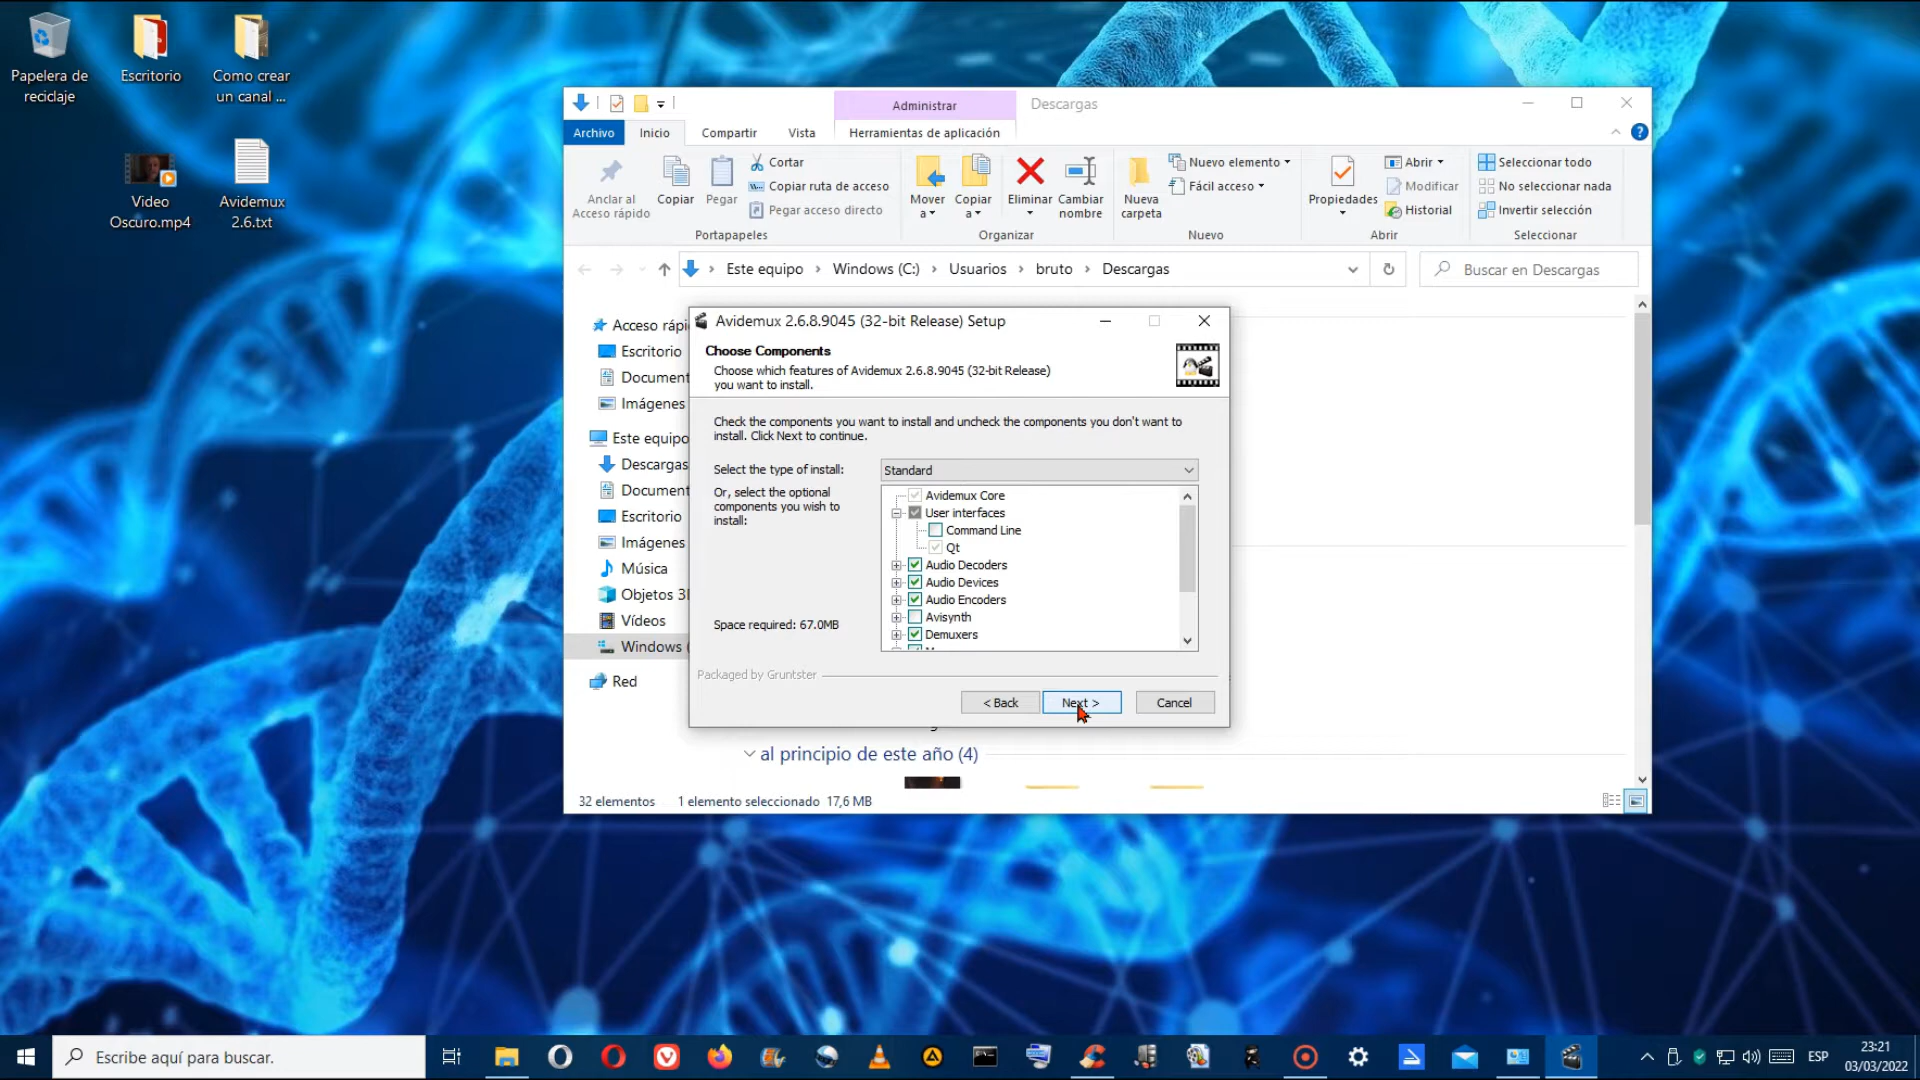 Papelera de
reciclaje
Escritorio
Como crear
un canal ...
Video
Oscuro.mp4
Avidemux
2.6.txt
Administrar
Descargas
Archivo
Inicio
Compartir
Vista
Herramientas de aplicación
Anclar al
Acceso rápido
Copiar
Pegar
Cortar
Copiar ruta de acceso
Pegar acceso directo
Portapapeles
Mover
a
Copiar
a
Eliminar
Cambiar
nombre
Organizar
Nueva
carpeta
Nuevo elemento
Fácil acceso
Nuevo
Propiedades
Abrir
Modificar
Historial
Abrir
Seleccionar todo
No seleccionar nada
Invertir selección
Seleccionar
Este equipo
Windows (C:)
Usuarios
bruto
Descargas
Buscar en Descargas
Acceso rápi
Escritorio
Document
Imágenes
Este equipo
Descargas
Document
Escritorio
Imágenes
Música
Objetos 3
Vídeos
Windows (
Red
Avidemux 2.6.8.9045 (32-bit Release) Setup
Choose Components
Choose which features of Avidemux 2.6.8.9045 (32-bit Release)
you want to install.
Check the components you want to install and uncheck the components you don't want to
install. Click Next to continue.
Select the type of install:
Standard
Or, select the optional
components you wish to
install:
Avidemux Core
User interfaces
Command Line
Qt
Audio Decoders
Audio Devices
Audio Encoders
Avisynth
Demuxers
Space required: 67.0MB
Packaged by Gruntster
< Back
Next >
Cancel
al principio de este año (4)
32 elementos
1 elemento seleccionado 17,6 MB
Escribe aquí para buscar.
ESP
23:21
03/03/2022